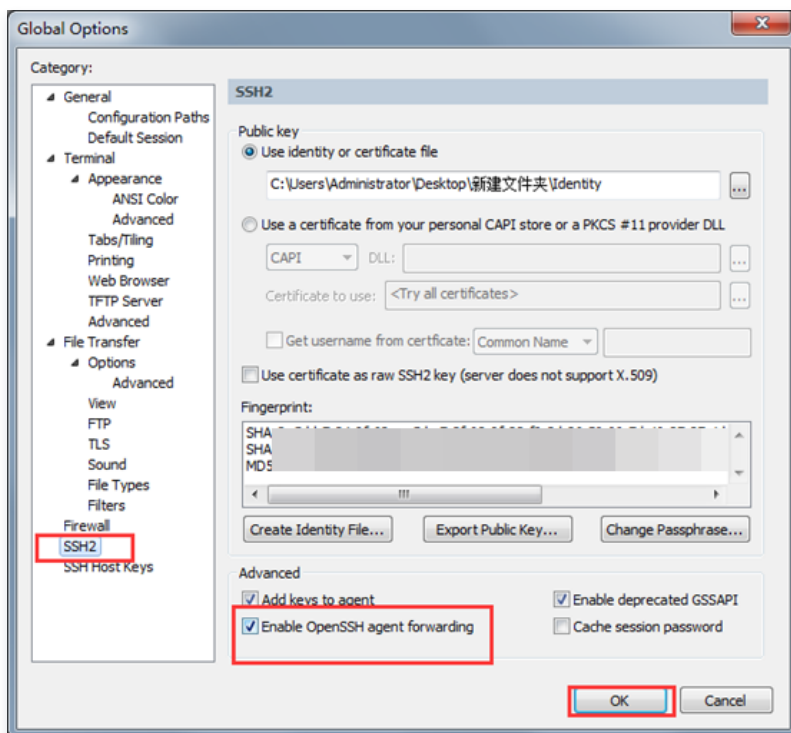 Global Options
Category:
General
Configuration Paths
Default Session
Terminal
Appearance
ANSI Color
Advanced
Tabs/Tiling
Printing
Web Browser
TFTP Server
Advanced
File Transfer
Options
Advanced
View
FTP
TLS
Sound
File Types
Filters
Firewall
SSH2
SSH Host Keys
SSH2
Public key
Use identity or certificate file
C:\Users\Administrator\Desktop\新建文件夹\Identity
...
Use a certificate from your personal CAPI store or a PKCS #11 provider DLL
CAPI DLL: ...
Certificate to use: <Try all certificates> ...
Get username from certficate: Common Name
Use certificate as raw SSH2 key (server does not support X.509)
Fingerprint:
SHA
SHA
MD5
Create Identity File... Export Public Key... Change Passphrase...
Advanced
Add keys to agent Enable deprecated GSSAPI
Enable OpenSSH agent forwarding Cache session password
OK Cancel